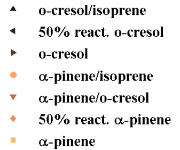 o-cresol/isoprene
50% react. o-cresol
o-cresol
α-pinene/isoprene
α-pinene/o-cresol
50% react. α-pinene
α-pinene